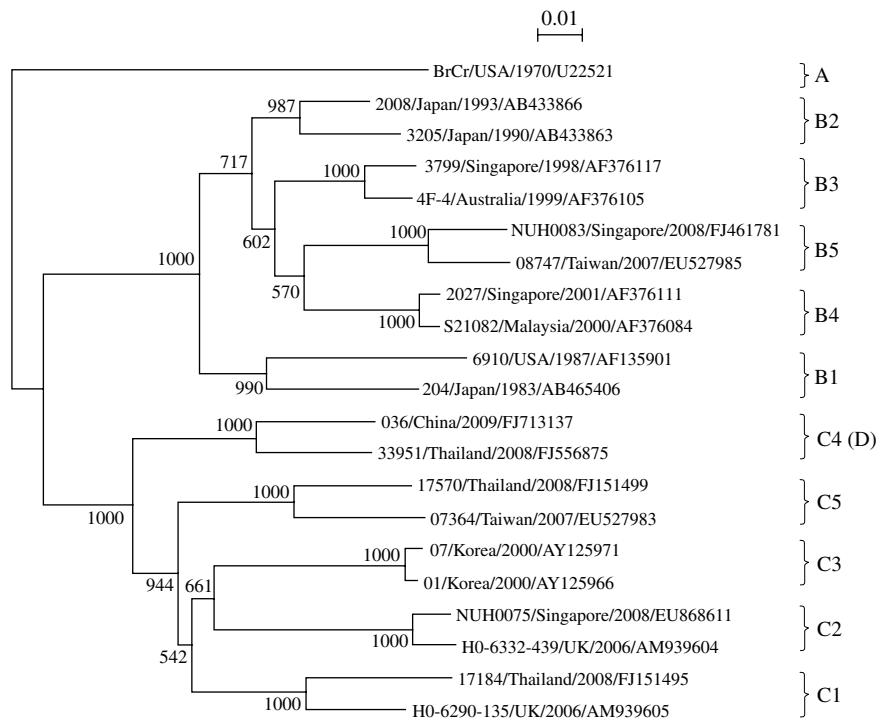 0.01
BrCr/USA/1970/U22521 A
987 2008/Japan/1993/AB433866
B2
3205/Japan/1990/AB433863
717
1000 3799/Singapore/1998/AF376117
B3
4F-4/Australia/1999/AF376105
602
1000 NUH0083/Singapore/2008/FJ461781
B5
1000
08747/Taiwan/2007/EU527985
570
2027/Singapore/2001/AF376111
B4
1000 S21082/Malaysia/2000/AF376084
6910/USA/1987/AF135901
B1
990 204/Japan/1983/AB465406
1000 036/China/2009/FJ713137
C4 (D)
33951/Thailand/2008/FJ556875
1000 17570/Thailand/2008/FJ151499
C5
1000
07364/Taiwan/2007/EU527983
1000 07/Korea/2000/AY125971
C3
944 661
01/Korea/2000/AY125966
NUH0075/Singapore/2008/EU868611
C2
1000
H0-6332-439/UK/2006/AM939604
542
17184/Thailand/2008/FJ151495
C1
1000 H0-6290-135/UK/2006/AM939605